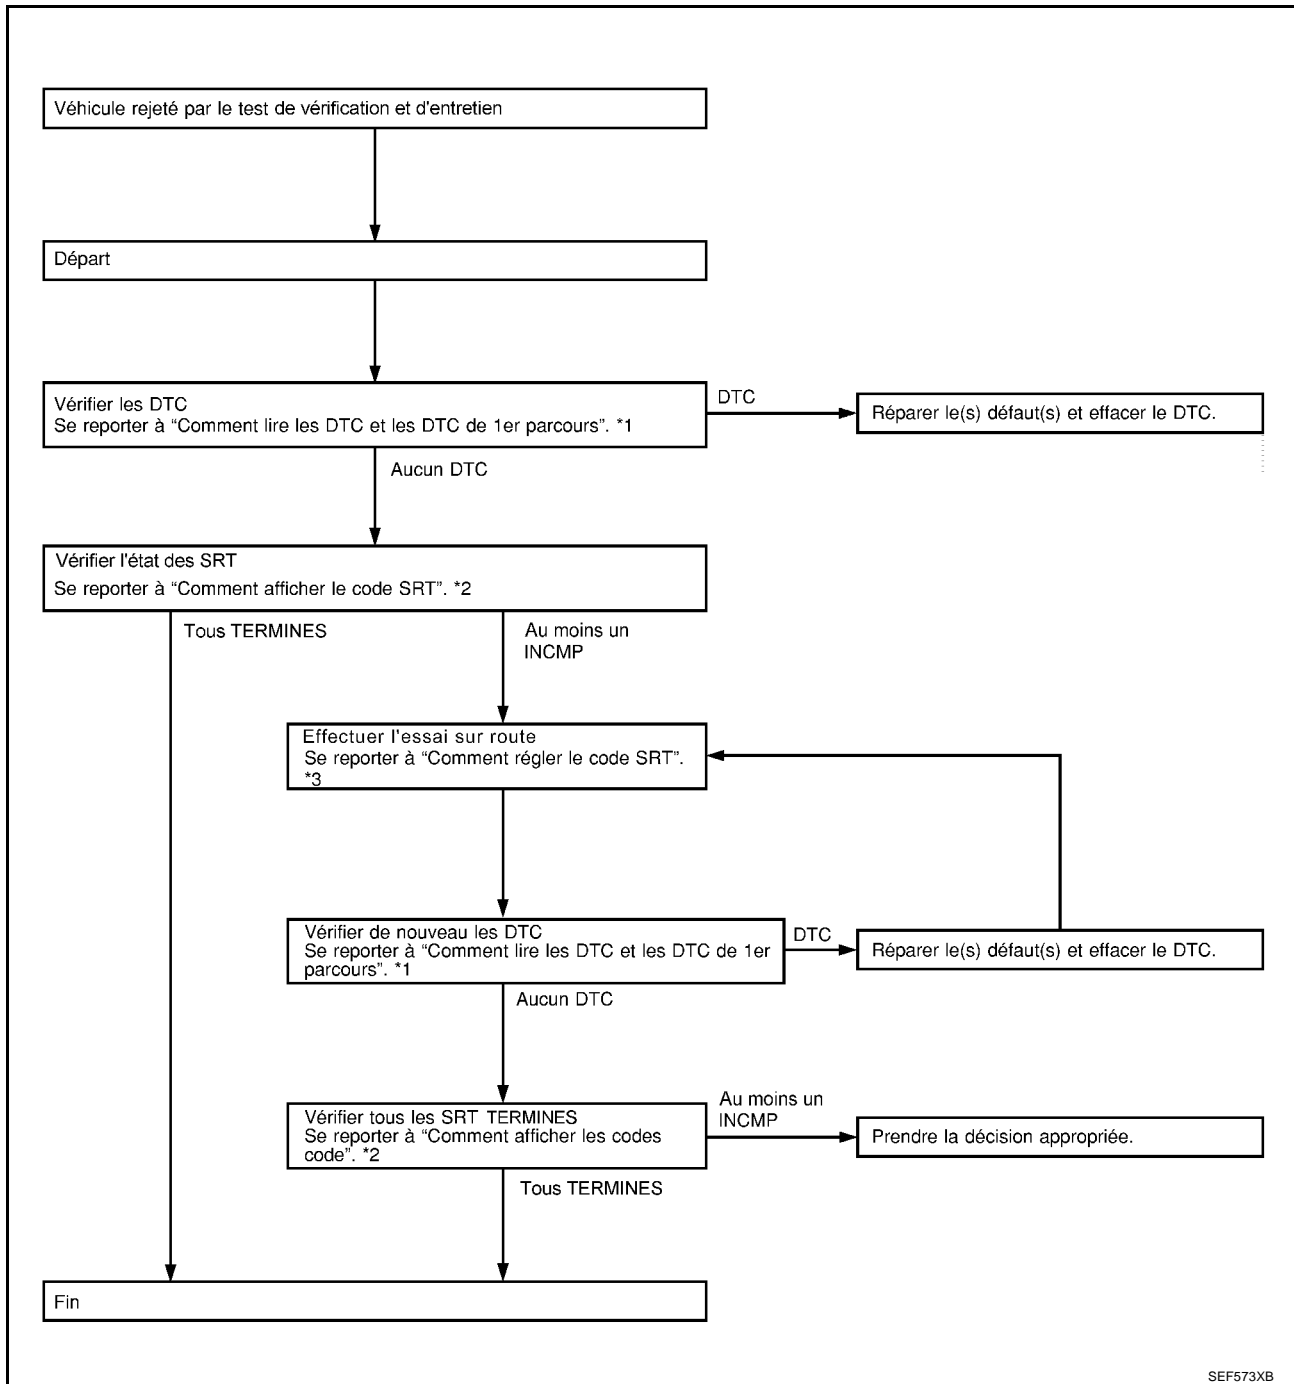 Véhicule rejeté par le test de vérification et d'entretien
Départ
Vérifier les DTC
Se reporter à “Comment lire les DTC et les DTC de 1er parcours”. *1
DTC
Réparer le(s) défaut(s) et effacer le DTC.
Aucun DTC
Vérifier l'état des SRT
Se reporter à “Comment afficher le code SRT”. *2
Tous TERMINES
Au moins un
INCMP
Effectuer l'essai sur route
Se reporter à “Comment régler le code SRT”.
*3
Vérifier de nouveau les DTC
Se reporter à “Comment lire les DTC et les DTC de 1er
parcours”. *1
DTC
Réparer le(s) défaut(s) et effacer le DTC.
Aucun DTC
Vérifier tous les SRT TERMINES
Se reporter à “Comment afficher les codes
code”. *2
Au moins un
INCMP
Prendre la décision appropriée.
Tous TERMINES
Fin
SEF573XB